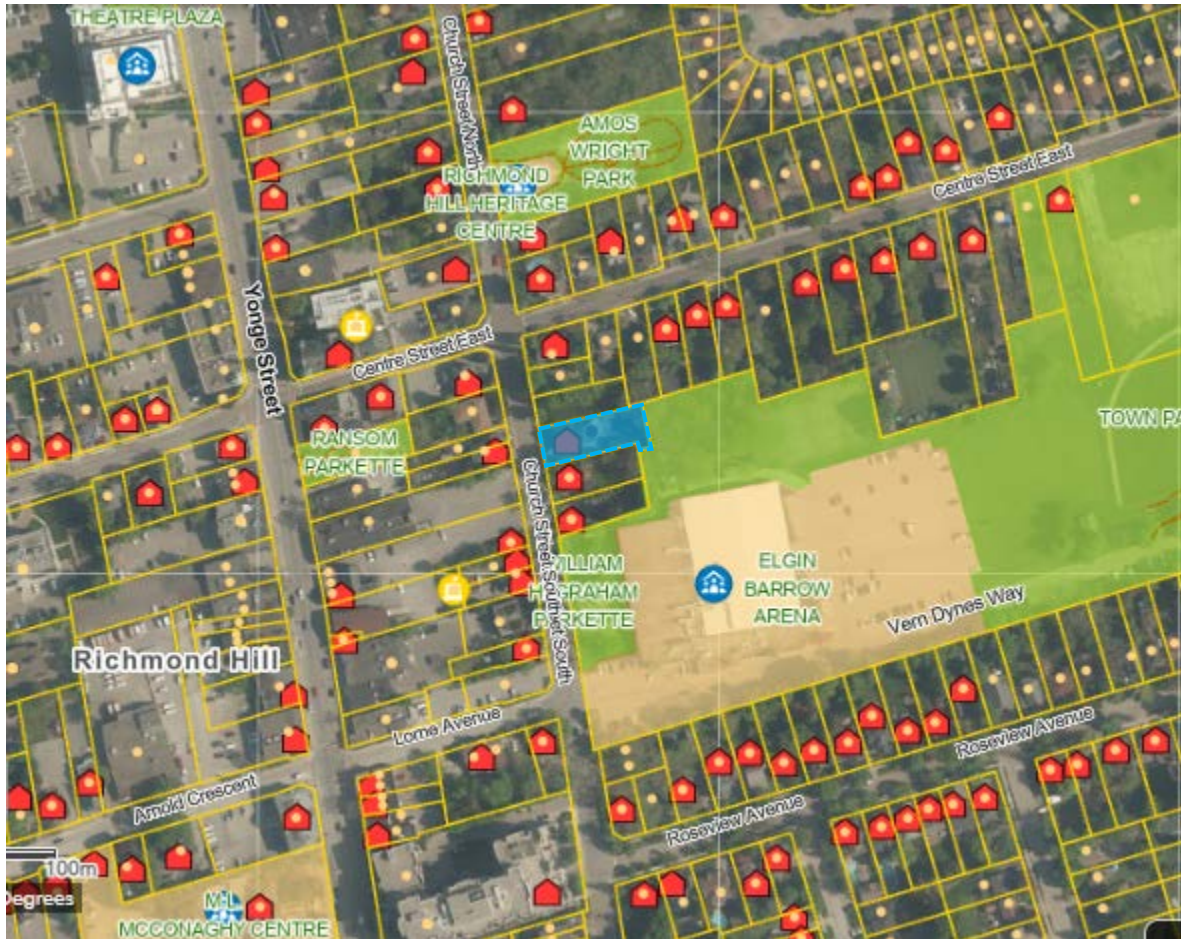 THEATRE PLAZA
Church Street North
AMOS
WRIGHT
PARK
RICHMOND
HILL HERITAGE
CENTRE
Centre Street East
Yonge Street
Centre Street East
RANSOM
PARKETTE
TOWN PA
Church Street South
et South
WILLIAM
H GRAHAM
PARKETTE
ELGIN
BARROW
ARENA
Vern Dynes Way
Richmond Hill
Lorne Avenue
Roseview Avenue
Arnold Crescent
Roseview Avenue
100m
Degrees
M-L
MCCONAGHY CENTRE